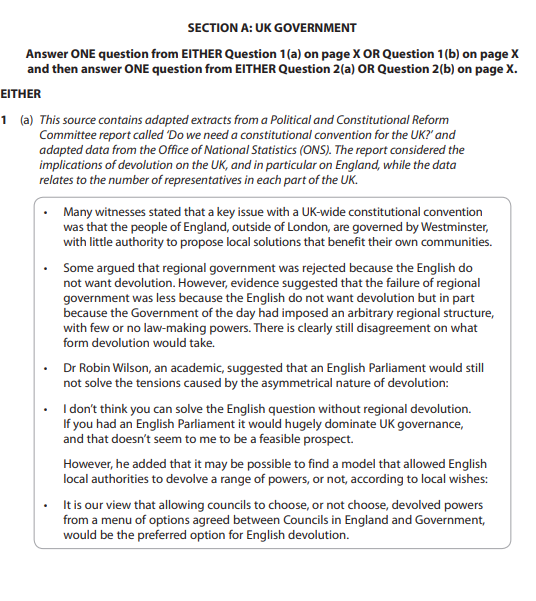 SECTION A: UK GOVERNMENT
Answer ONE question from EITHER Question 1(a) on page X OR Question 1(b) on page X
and then answer ONE question from EITHER Question 2(a) OR Question 2(b) on page X.
EITHER
1 (a) This source contains adapted extracts from a Political and Constitutional Reform
Committee report called 'Do we need a constitutional convention for the UK?' and
adapted data from the Office of National Statistics (ONS). The report considered the
implications of devolution on the UK, and in particular on England, while the data
relates to the number of representatives in each part of the UK.
• Many witnesses stated that a key issue with a UK-wide constitutional convention
was that the people of England, outside of London, are governed by Westminster,
with little authority to propose local solutions that benefit their own communities.
• Some argued that regional government was rejected because the English do
not want devolution. However, evidence suggested that the failure of regional
government was less because the English do not want devolution but in part
because the Government of the day had imposed an arbitrary regional structure,
with few or no law-making powers. There is clearly still disagreement on what
form devolution would take.
• Dr Robin Wilson, an academic, suggested that an English Parliament would still
not solve the tensions caused by the asymmetrical nature of devolution:
• I don't think you can solve the English question without regional devolution.
If you had an English Parliament it would hugely dominate UK governance,
and that doesn't seem to me to be a feasible prospect.
However, he added that it may be possible to find a model that allowed English
local authorities to devolve a range of powers, or not, according to local wishes:
• It is our view that allowing councils to choose, or not choose, devolved powers
from a menu of options agreed between Councils in England and Government,
would be the preferred option for English devolution.